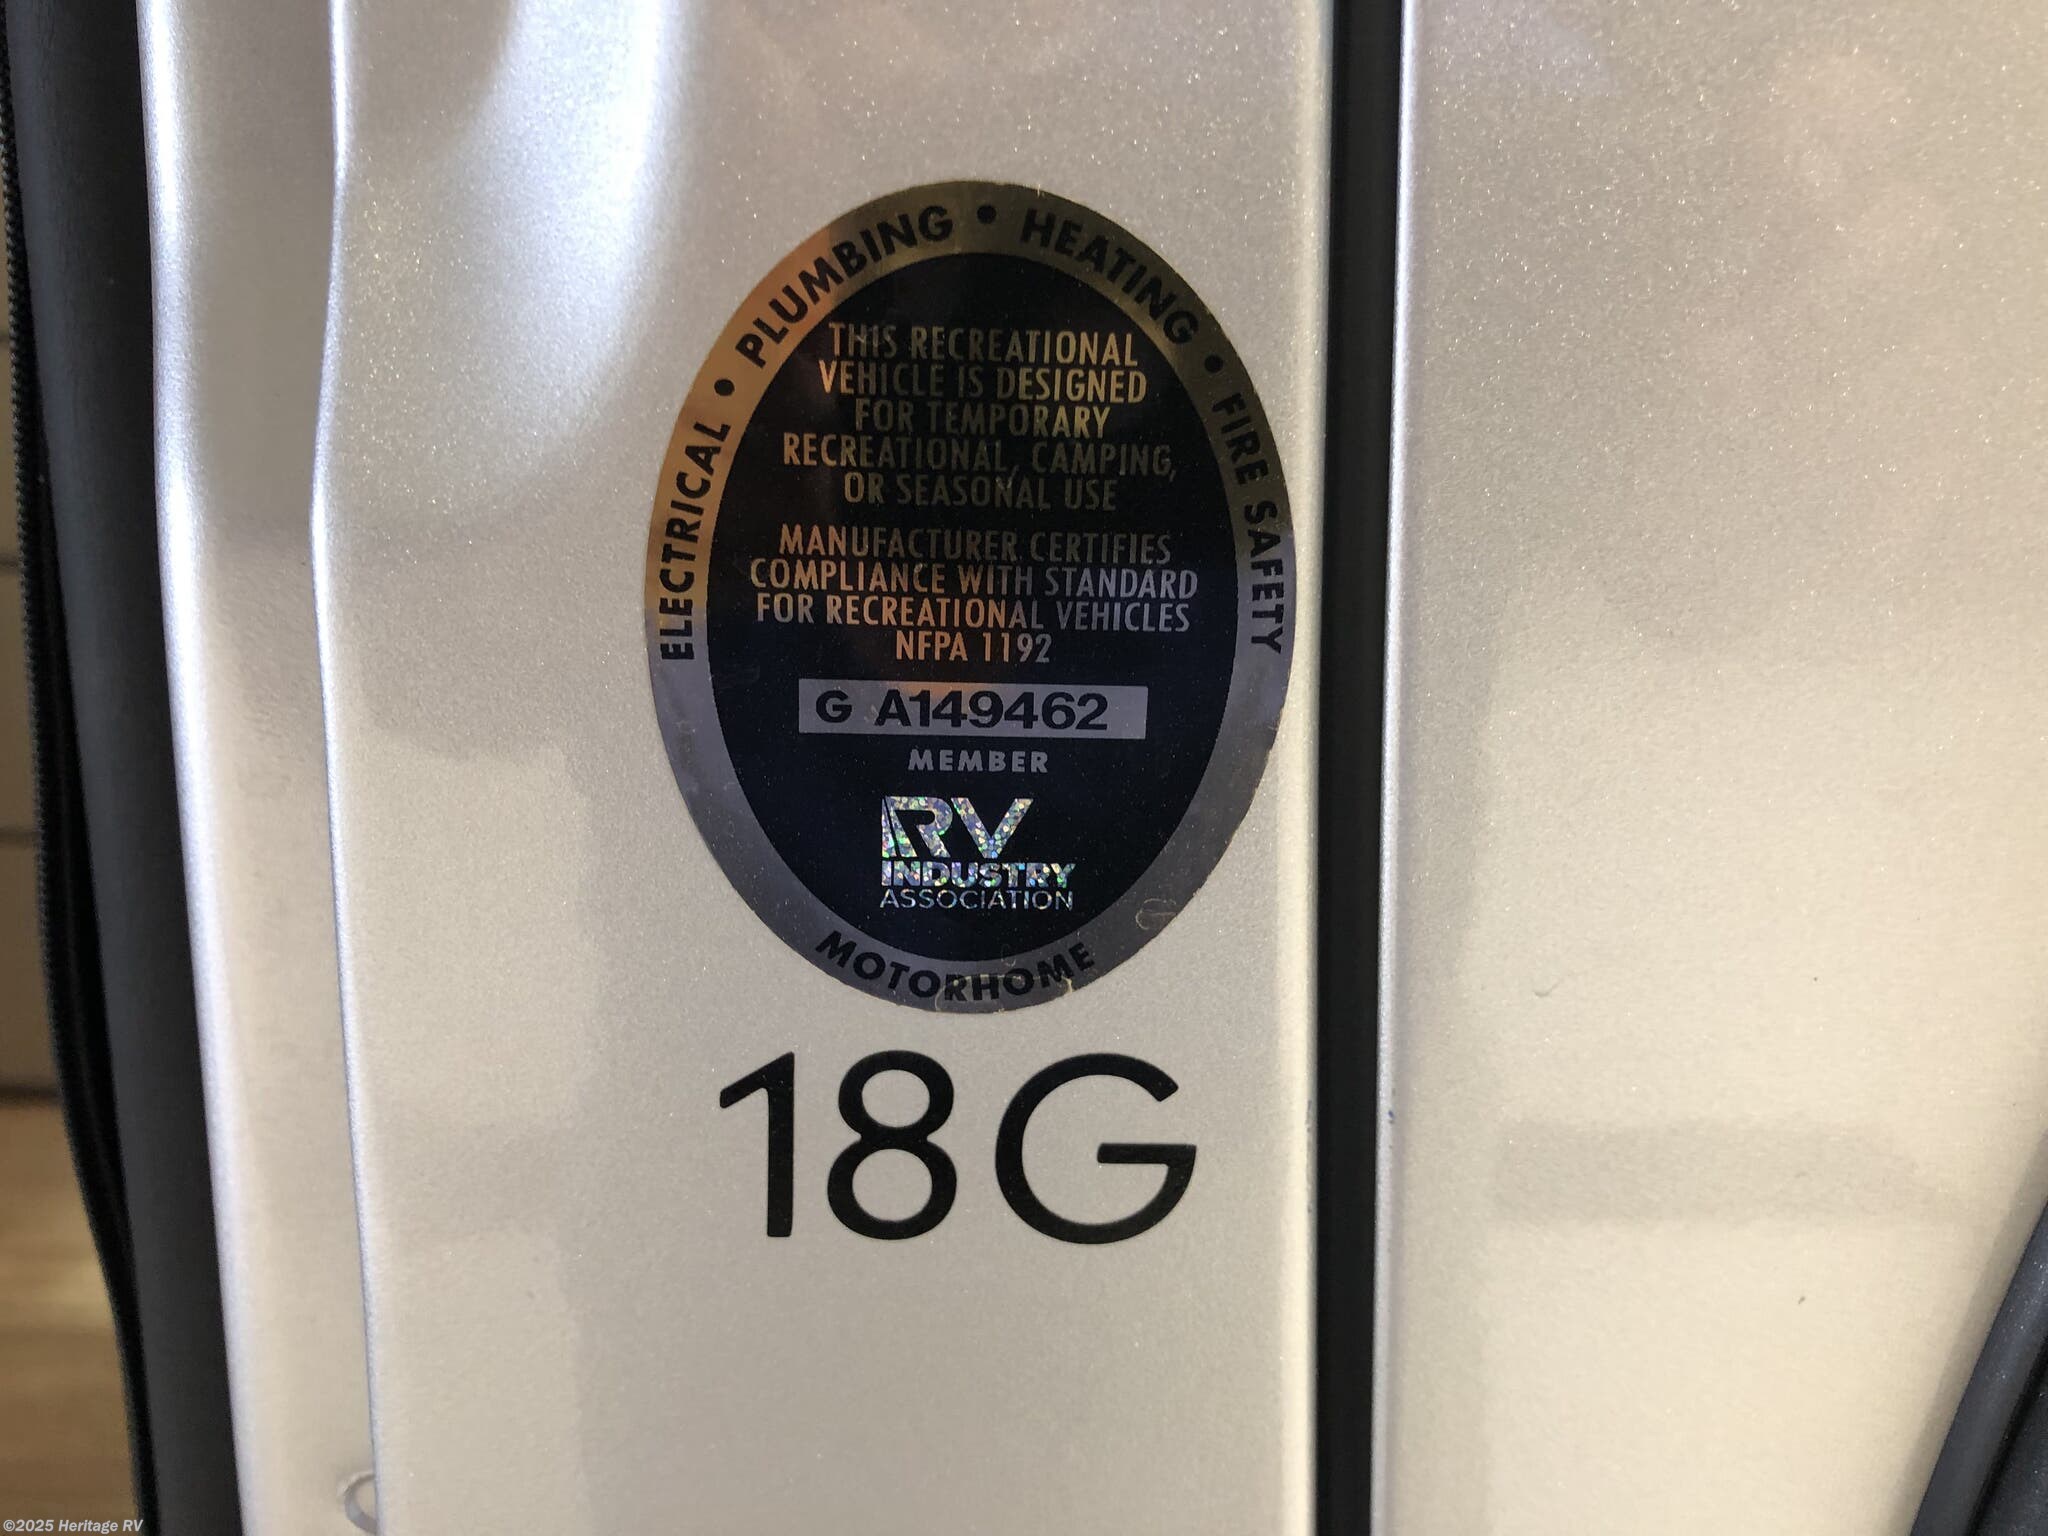 ELECTRICAL • PLUMBING • HEATING • FIRE SAFETY
THIS RECREATIONAL
VEHICLE IS DESIGNED
FOR TEMPORARY
RECREATIONAL, CAMPING,
OR SEASONAL USE
MANUFACTURER CERTIFIES
COMPLIANCE WITH STANDARD
FOR RECREATIONAL VEHICLES
NFPA 1192
G A149462
MEMBER
RV
INDUSTRY
ASSOCIATION
MOTORHOME
18G
©2025 Heritage RV